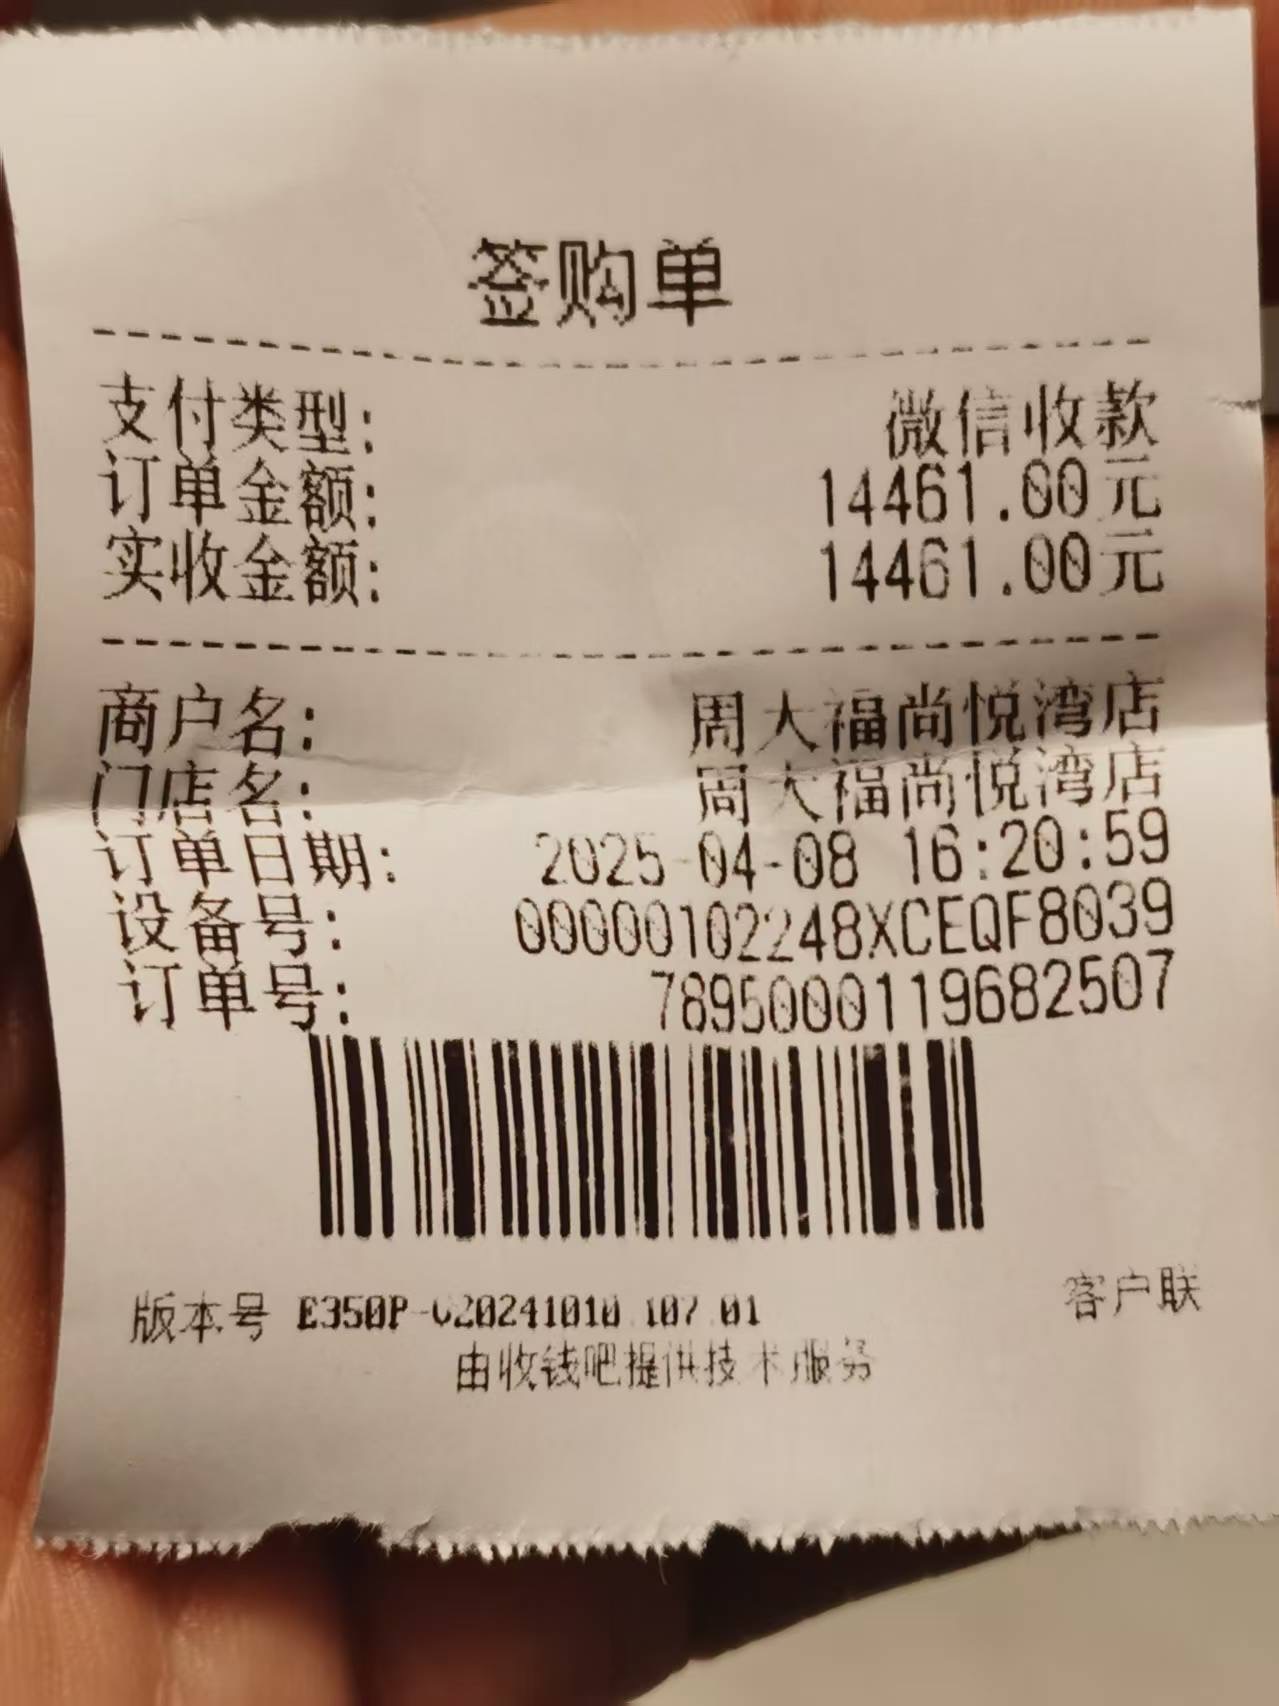 签购单
支付类型: 微信收款
订单金额: 14461.00元
实收金额: 14461.00元
商户名: 周大福尚悦湾店
门店名: 周大福尚悦湾店
订单日期: 2025-04-08 16:20:59
设备号: 00000102248XCEQF8039
订单号: 7895000119682507
版本号 E350P-V20241010.107.01
客户联
由收钱吧提供技术服务